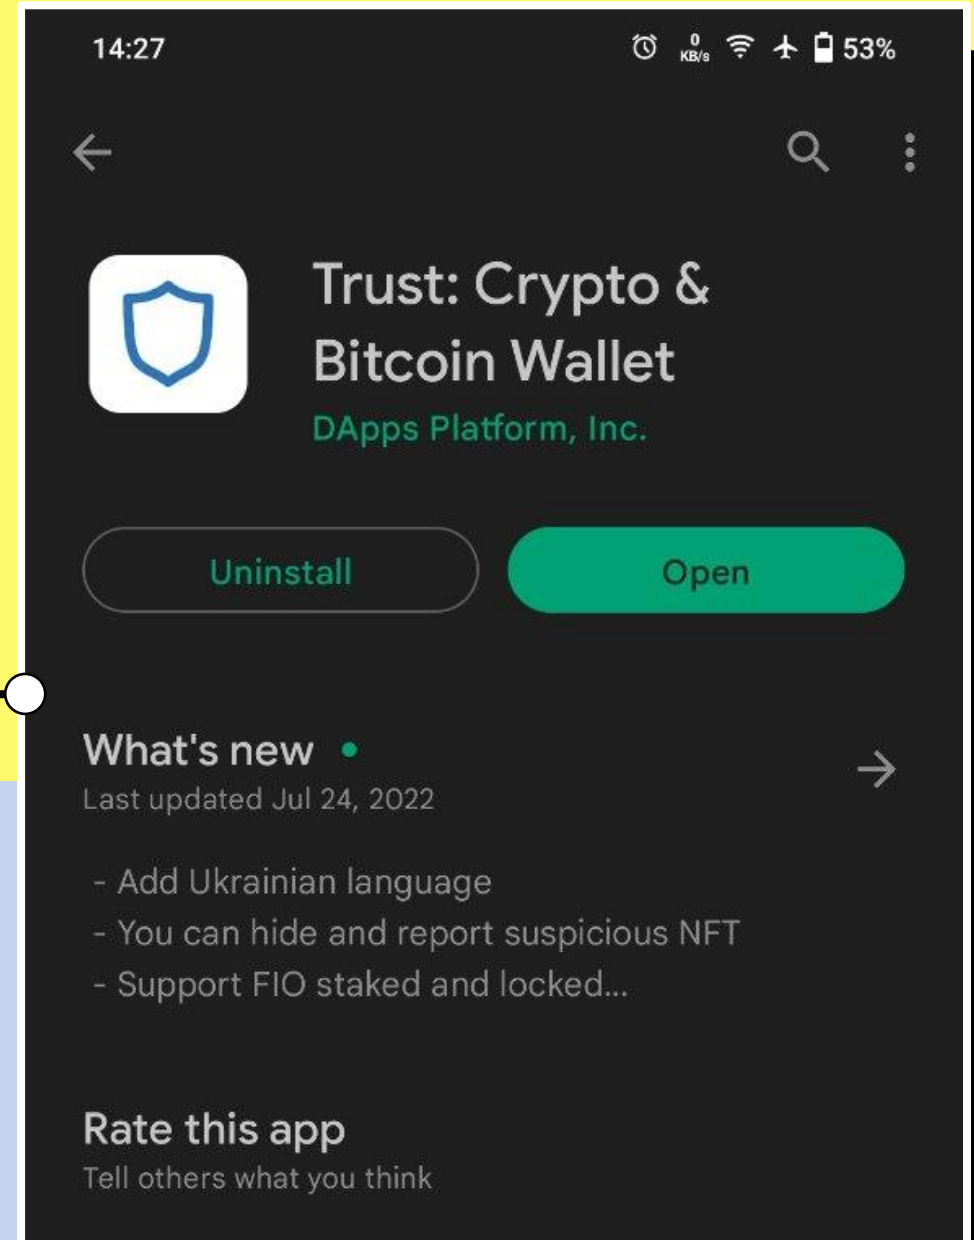 14:27 0 KB/s 53%
Trust: Crypto &
Bitcoin Wallet
DApps Platform, Inc.
Uninstall Open
What's new
Last updated Jul 24, 2022
- Add Ukrainian language
- You can hide and report suspicious NFT
- Support FIO staked and locked...
Rate this app
Tell others what you think